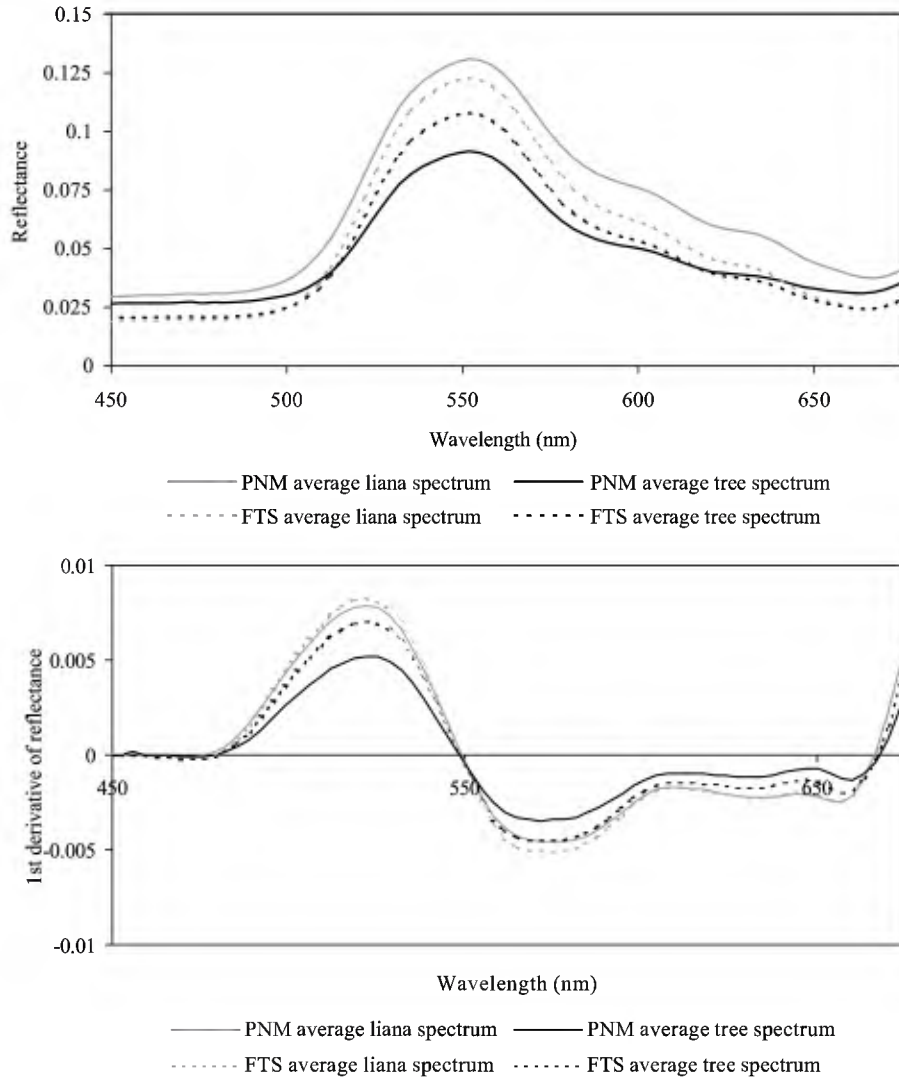 0.15
0.125
0.1
0.075
0.05
0.025
0
Reflectance
450 500 550 600 650
Wavelength (nm)
PNM average liana spectrum PNM average tree spectrum
FTS average liana spectrum FTS average tree spectrum
0.01
0.005
0
-0.005
-0.01
1st derivative of reflectance
450 550 650
Wavelength (nm)
PNM average liana spectrum PNM average tree spectrum
FTS average liana spectrum FTS average tree spectrum